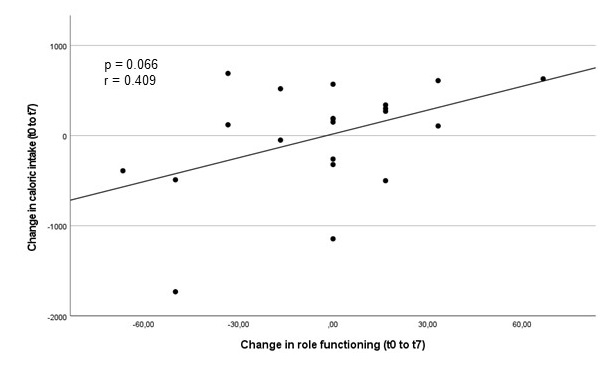 p = 0.066
r = 0.409
1000
0
-1000
-2000
Change in caloric intake (t0 to t7)
-60,00
-30,00
,00
30,00
60,00
Change in role functioning (t0 to t7)